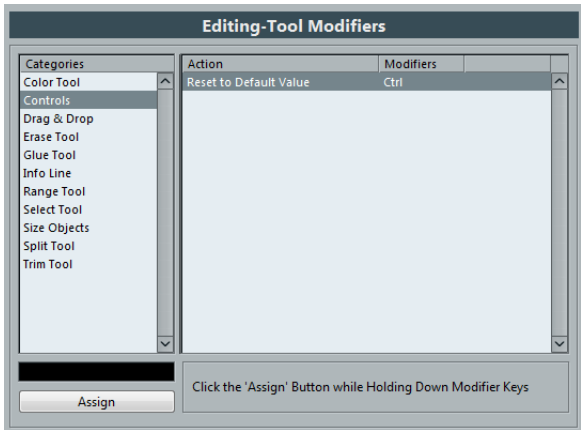 Editing-Tool Modifiers
Categories
Color Tool
Controls
Drag & Drop
Erase Tool
Glue Tool
Info Line
Range Tool
Select Tool
Size Objects
Split Tool
Trim Tool
Action Modifiers
Reset to Default Value Ctrl
Assign
Click the 'Assign' Button while Holding Down Modifier Keys